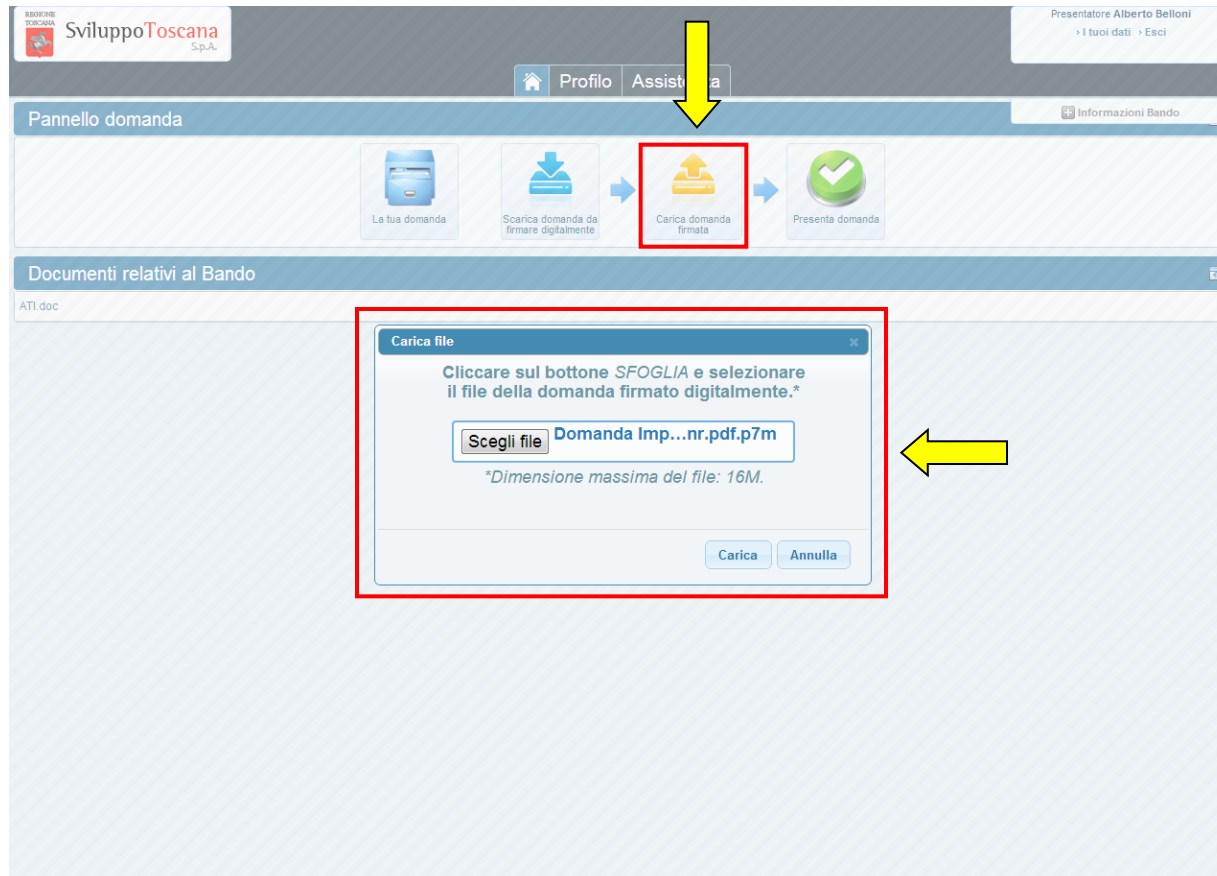 REGIONE
TOSCANA
SviluppoToscana
S.p.A.
Presentatore Alberto Belloni
› I tuoi dati › Esci
Profilo
Informazioni Bando
Pannello domanda
La tua domanda
Scarica domanda da
firmare digitalmente
Carica domanda
firmata
Presenta domanda
Documenti relativi al Bando
ATI.doc
Carica file
Cliccare sul bottone SFOGLIA e selezionare
il file della domanda firmato digitalmente.*
Scegli file Domanda Imp...nr.pdf.p7m
*Dimensione massima del file: 16M.
Carica Annulla